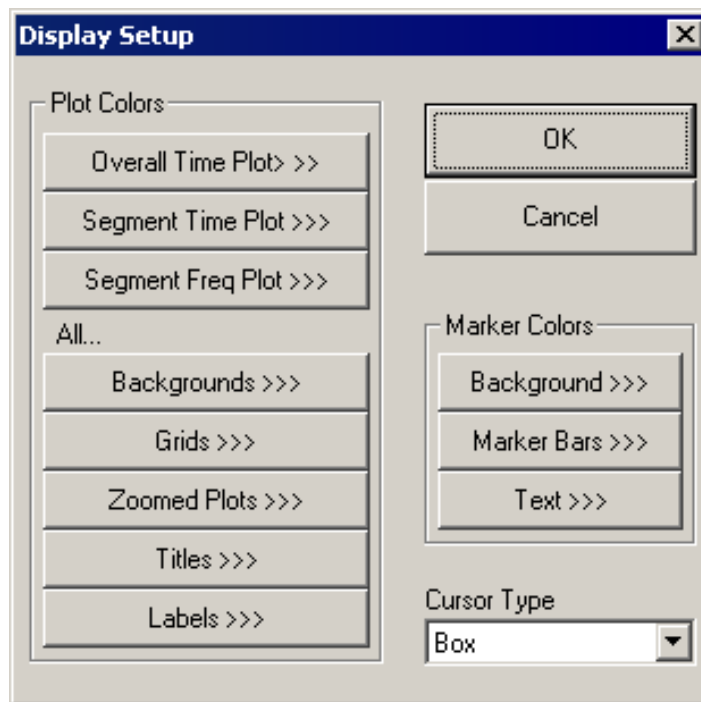 Display Setup
Plot Colors
Overall Time Plot> >>
Segment Time Plot >>>
Segment Freq Plot >>>
All...
Backgrounds >>>
Grids >>>
Zoomed Plots >>>
Titles >>>
Labels >>>
OK
Cancel
Marker Colors
Background >>>
Marker Bars >>>
Text >>>
Cursor Type
Box